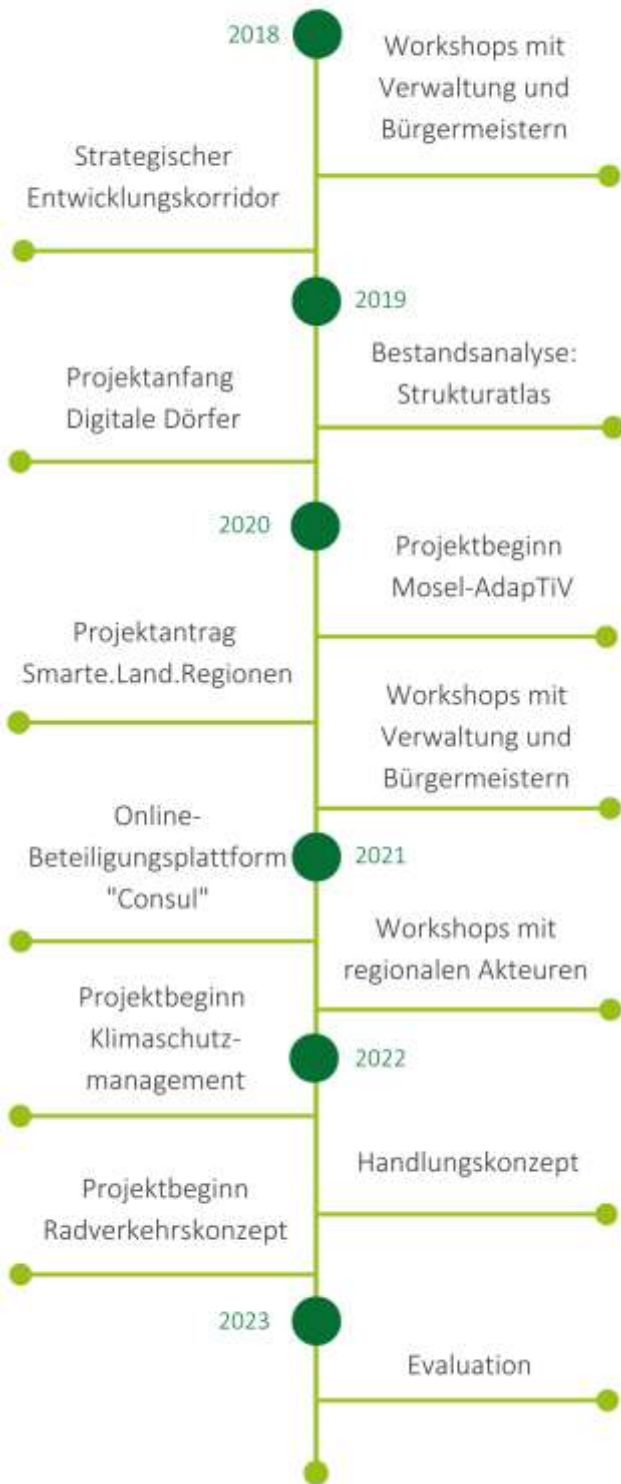 2018
Workshops mit
Verwaltung und
Bürgermeistern
Strategischer
Entwicklungskorridor
2019
Bestandsanalyse:
Strukturatlas
Projektanfang
Digitale Dörfer
2020
Projektbeginn
Mosel-AdapTiV
Projektantrag
Smarte.Land.Regionen
Workshops mit
Verwaltung und
Bürgermeistern
Online-
Beteiligungsplattform
"Consul"
2021
Workshops mit
regionalen Akteuren
Projektbeginn
Klimaschutz-
management
2022
Handlungskonzept
Projektbeginn
Radverkehrskonzept
2023
Evaluation